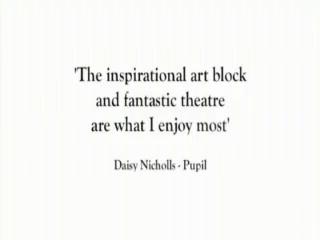 'The inspirational art block
and fantastic theatre
are what I enjoy most'
Daisy Nicholls - Pupil